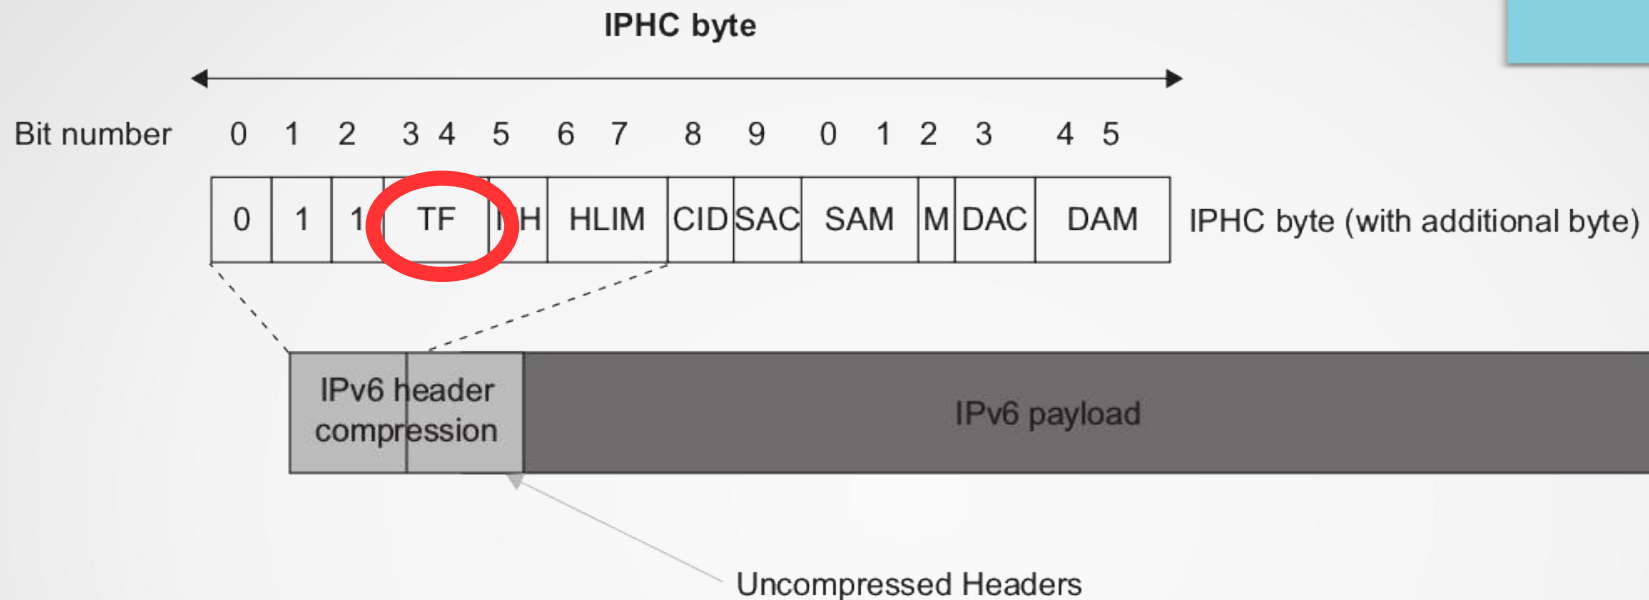 IPHC byte
Bit number 0 1 2 3 4 5 6 7 8 9 0 1 2 3 4 5
0 1 1 TF NH HLIM CID SAC SAM M DAC DAM IPHC byte (with additional byte)
IPv6 header
compression
IPv6 payload
Uncompressed Headers